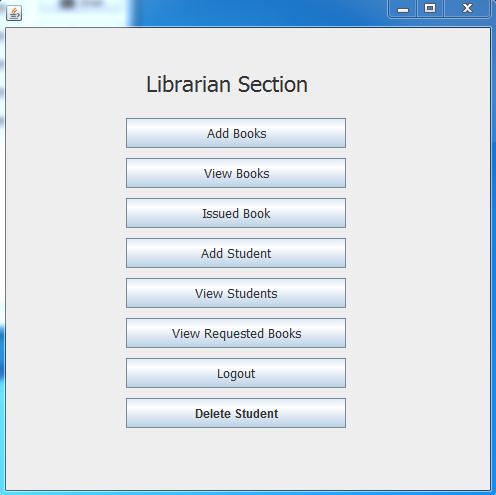 Librarian Section
Add Books
View Books
Issued Book
Add Student
View Students
View Requested Books
Logout
Delete Student